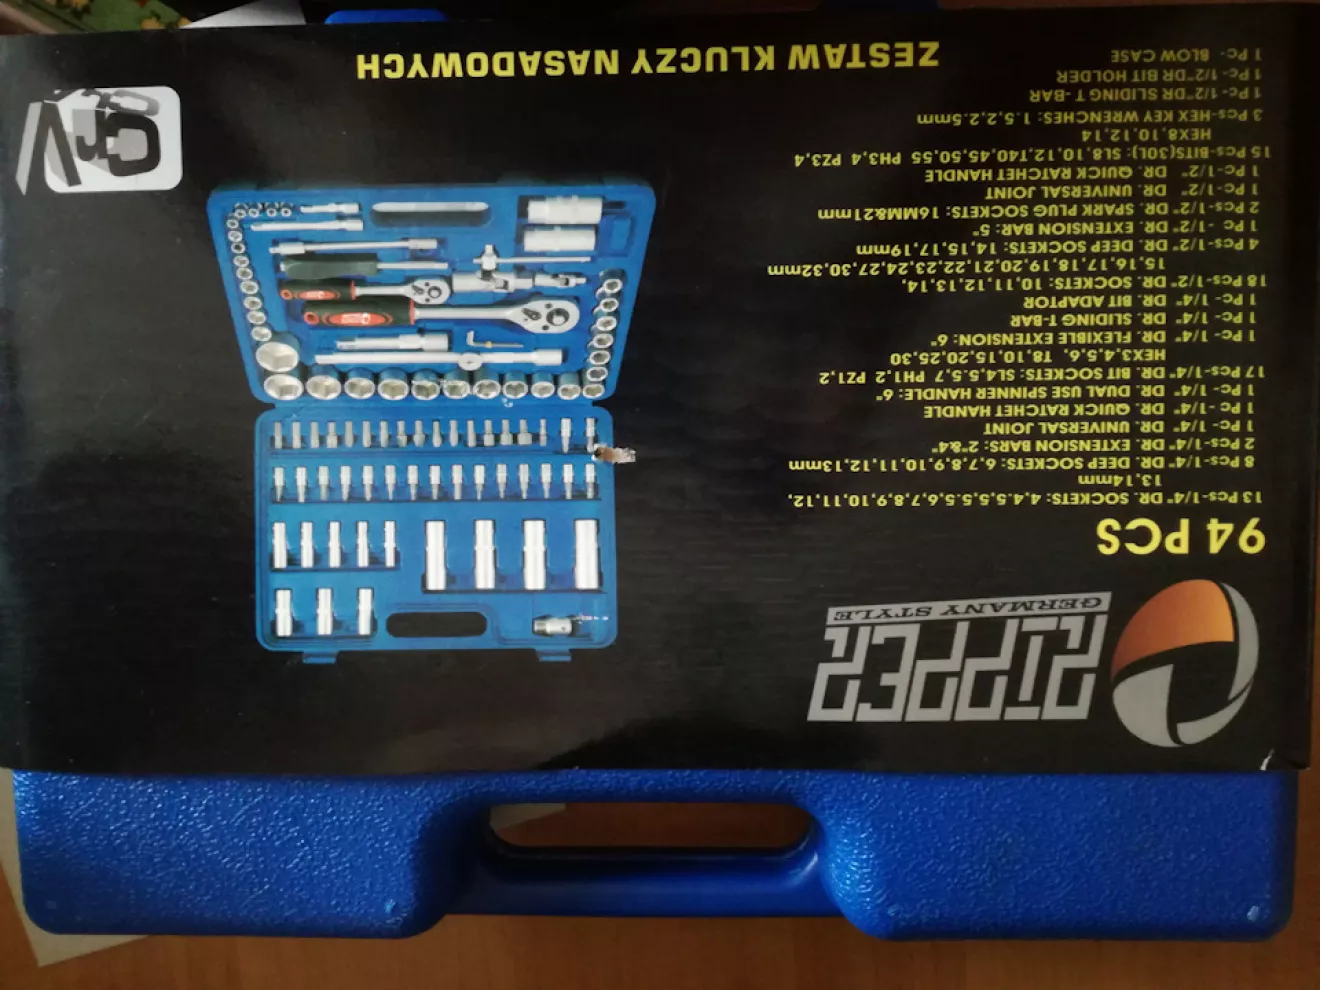 RIPPER
GERMANY STYLE
94 PCS
13 Pcs-1/4" DR. SOCKETS: 4,4.5,5,5.5,6,7,8,9,10,11,12,
13,14mm
8 Pcs-1/4" DR. DEEP SOCKETS: 6,7,8,9,10,11,12,13mm
2 Pcs-1/4" DR. EXTENSION BARS: 2"&4"
1 Pc- 1/4" DR. UNIVERSAL JOINT
1 Pc- 1/4" DR. QUICK RATCHET HANDLE
1 Pc- 1/4" DR. DUAL USE SPINNER HANDLE: 6"
17 Pcs-1/4" DR. BIT SOCKETS: SL4,5.5,7 PH1,2 PZ1,2
HEX3,4,5,6, T8,10,15,20,25,30
1 Pc- 1/4" DR. FLEXIBLE EXTENSION: 6"
1 Pc- 1/4" DR. SLIDING T-BAR
1 Pc- 1/4" DR. BIT ADAPTOR
18 Pcs-1/2" DR. SOCKETS: 10,11,12,13,14,
15,16,17,18,19,20,21,22,23,24,27,30,32mm
4 Pcs-1/2" DR. DEEP SOCKETS: 14,15,17,19mm
1 Pc -1/2" DR. EXTENSION BAR: 5"
2 Pcs-1/2" DR. SPARK PLUG SOCKETS: 16MM&21mm
1 Pc-1/2" DR. UNIVERSAL JOINT
1 Pc-1/2" DR. QUICK RATCHET HANDLE
15 Pcs-BITS(30L): SL8,10,12,T40,45,50,55 PH3,4 PZ3,4
HEX8,10,12,14
3 Pcs-HEX KEY WRENCHES: 1.5,2,2.5mm
1 Pc-1/2"DR SLIDING T -BAR
1 Pc-1/2"DR BIT HOLDER
1 Pc- BLOW CASE
ZESTAW KLUCZY NASADOWYCH
CrV